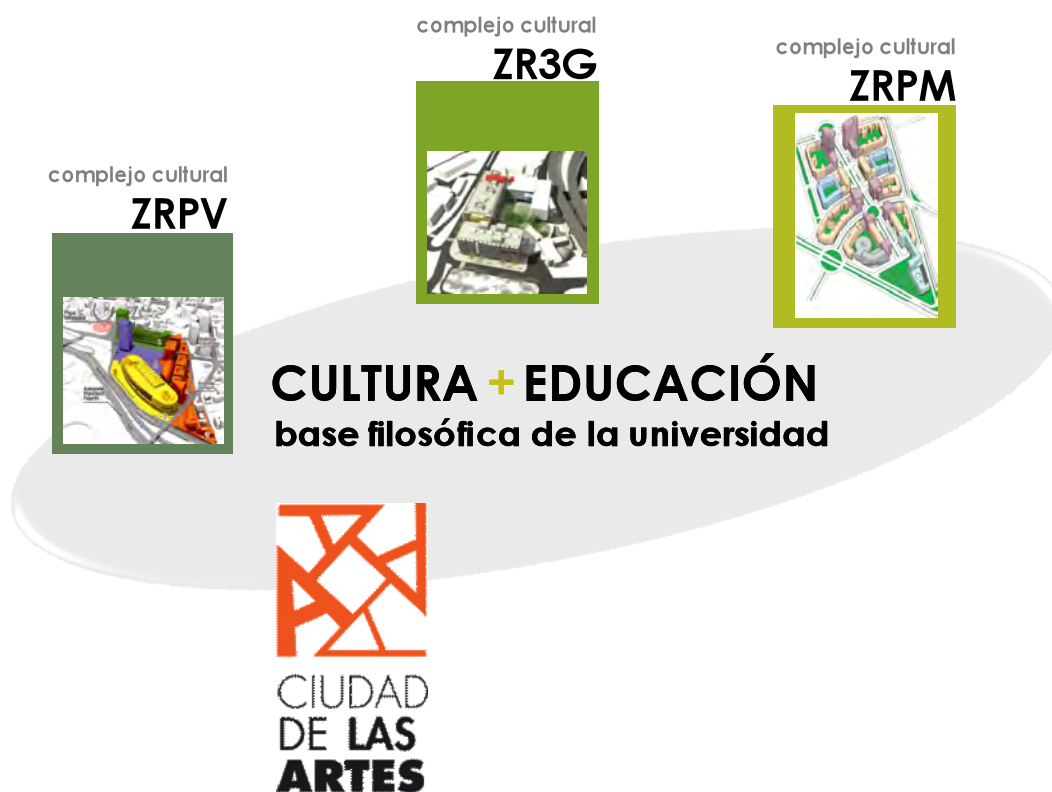 complejo cultural
ZR3G
complejo cultural
ZRPM
complejo cultural
ZRPV
CULTURA + EDUCACIÓN
base filosófica de la universidad
CIUDAD
DE LAS
ARTES